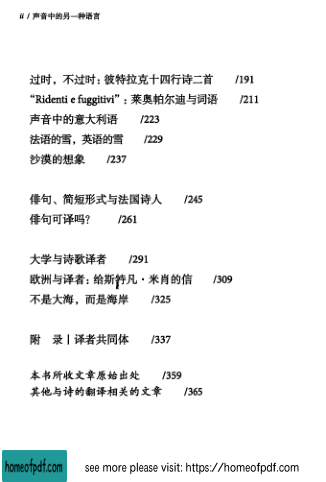 ii / 声音中的另一种语言
过时，不过时：彼特拉克十四行诗二首 /191
“Ridenti e fuggitivi”：莱奥帕尔迪与词语 /211
声音中的意大利语 /223
法语的雪，英语的雪 /229
沙漠的想象 /237
俳句、简短形式与法国诗人 /245
俳句可译吗？ /261
大学与诗歌译者 /291
欧洲与译者：给斯特凡·米肖的信 /309
不是大海，而是海岸 /325
附 录｜译者共同体 /337
本书所收文章原始出处 /359
其他与诗的翻译相关的文章 /365
homeofpdf.com see more please visit: https://homeofpdf.com